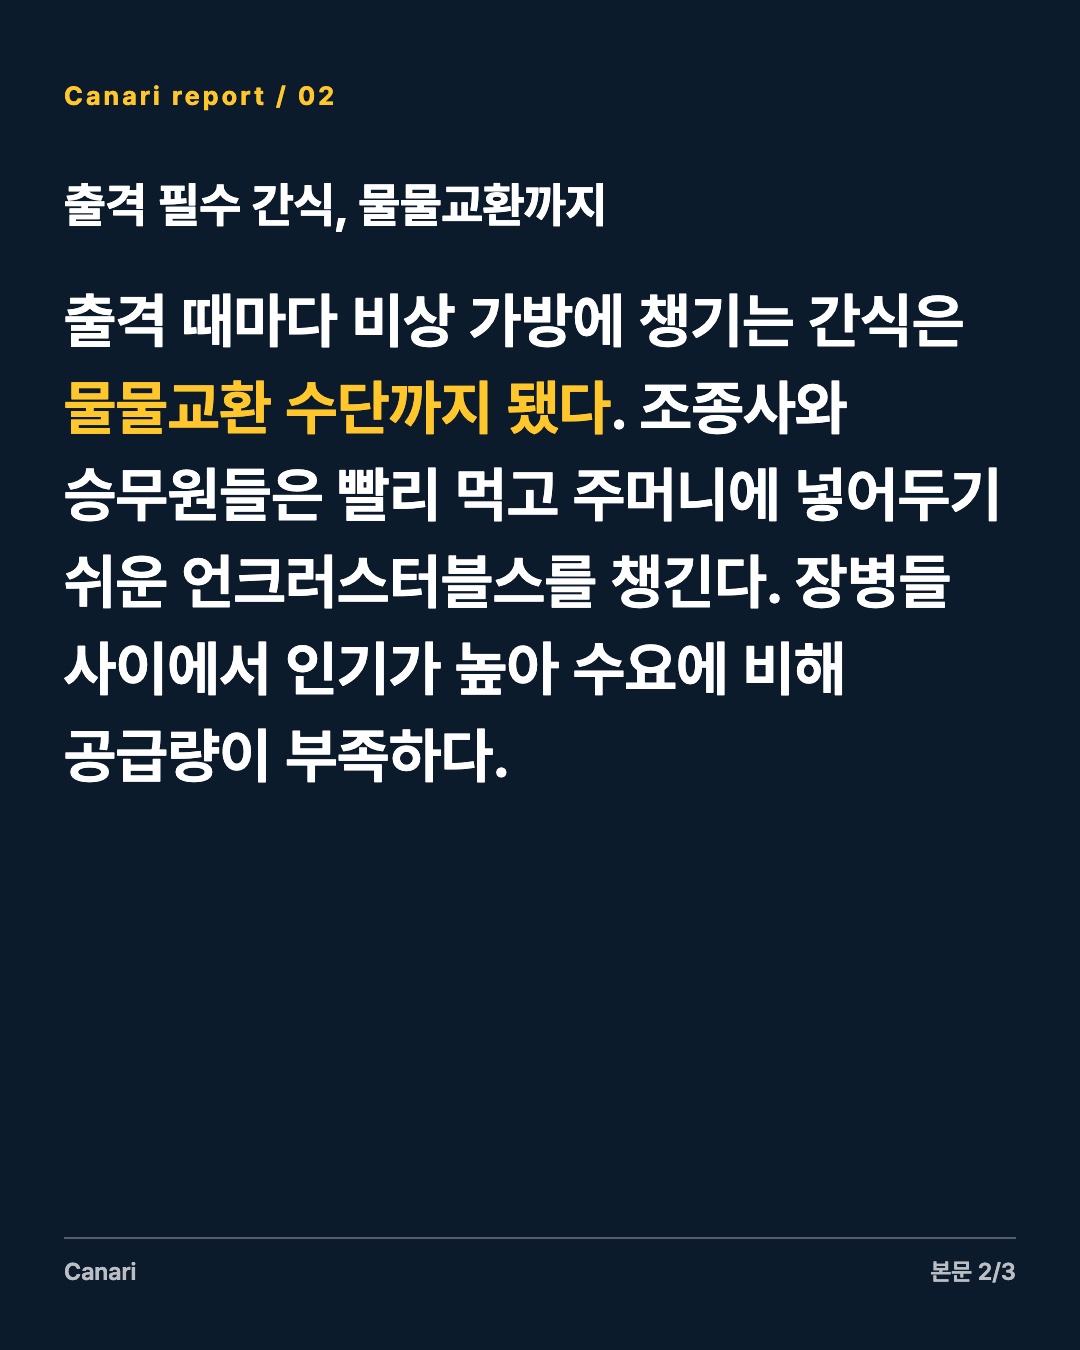 Canari report / 02
출격 필수 간식, 물물교환까지
출격 때마다 비상 가방에 챙기는 간식은
물물교환 수단까지 됐다. 조종사와
승무원들은 빨리 먹고 주머니에 넣어두기
쉬운 언크러스터블스를 챙긴다. 장병들
사이에서 인기가 높아 수요에 비해
공급량이 부족하다.
Canari
본문 2/3